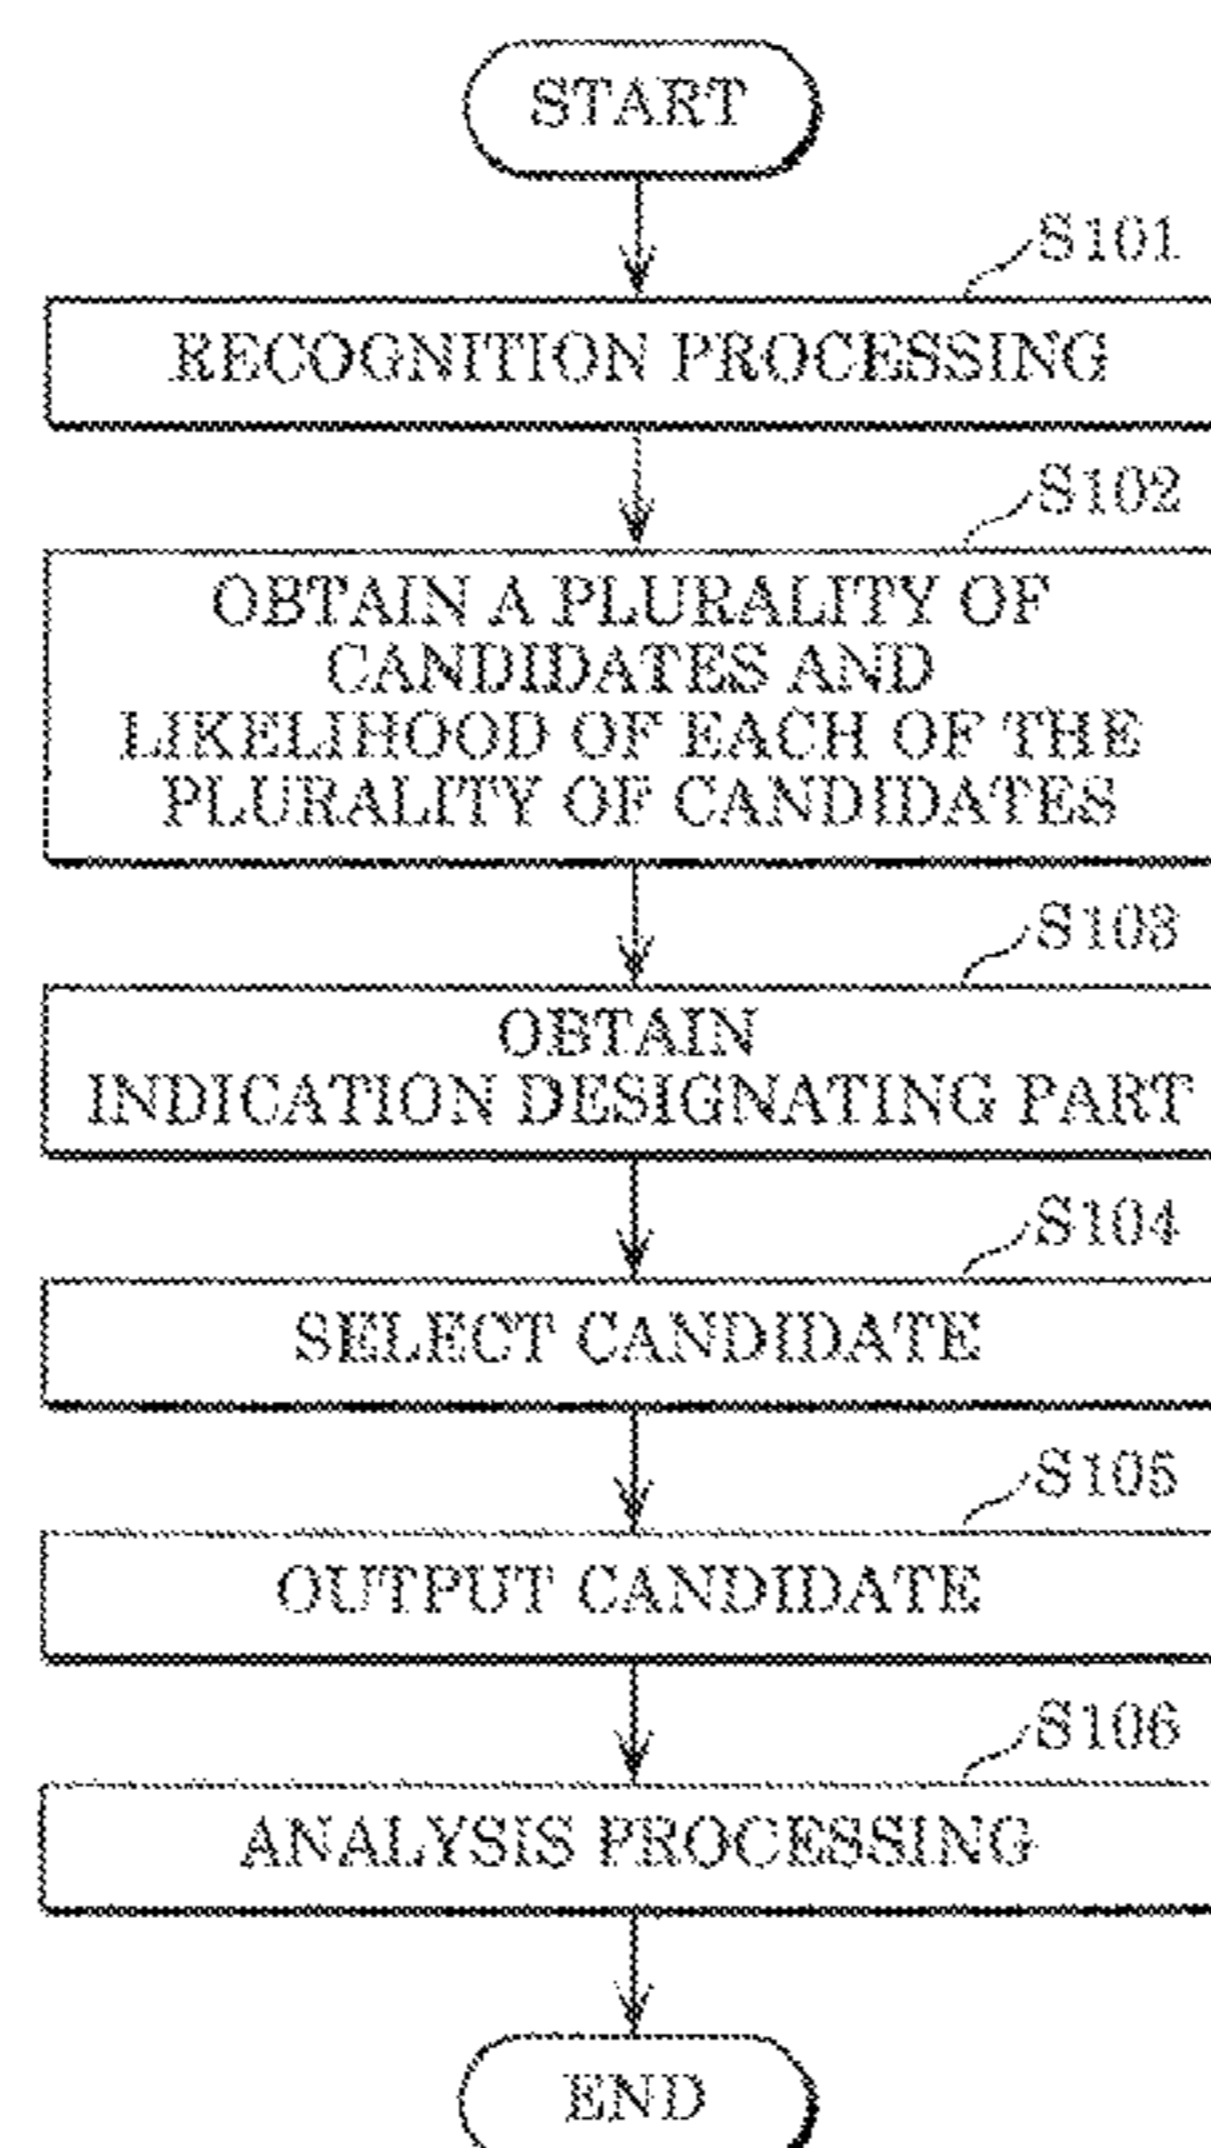 START
S101
RECOGNITION PROCESSING
S102
OBTAIN A PLURALITY OF
CANDIDATES AND
LIKELIHOOD OF EACH OF THE
PLURALITY OF CANDIDATES
S103
OBTAIN
INDICATION DESIGNATING PART
S104
SELECT CANDIDATE
S105
OUTPUT CANDIDATE
S106
ANALYSIS PROCESSING
END